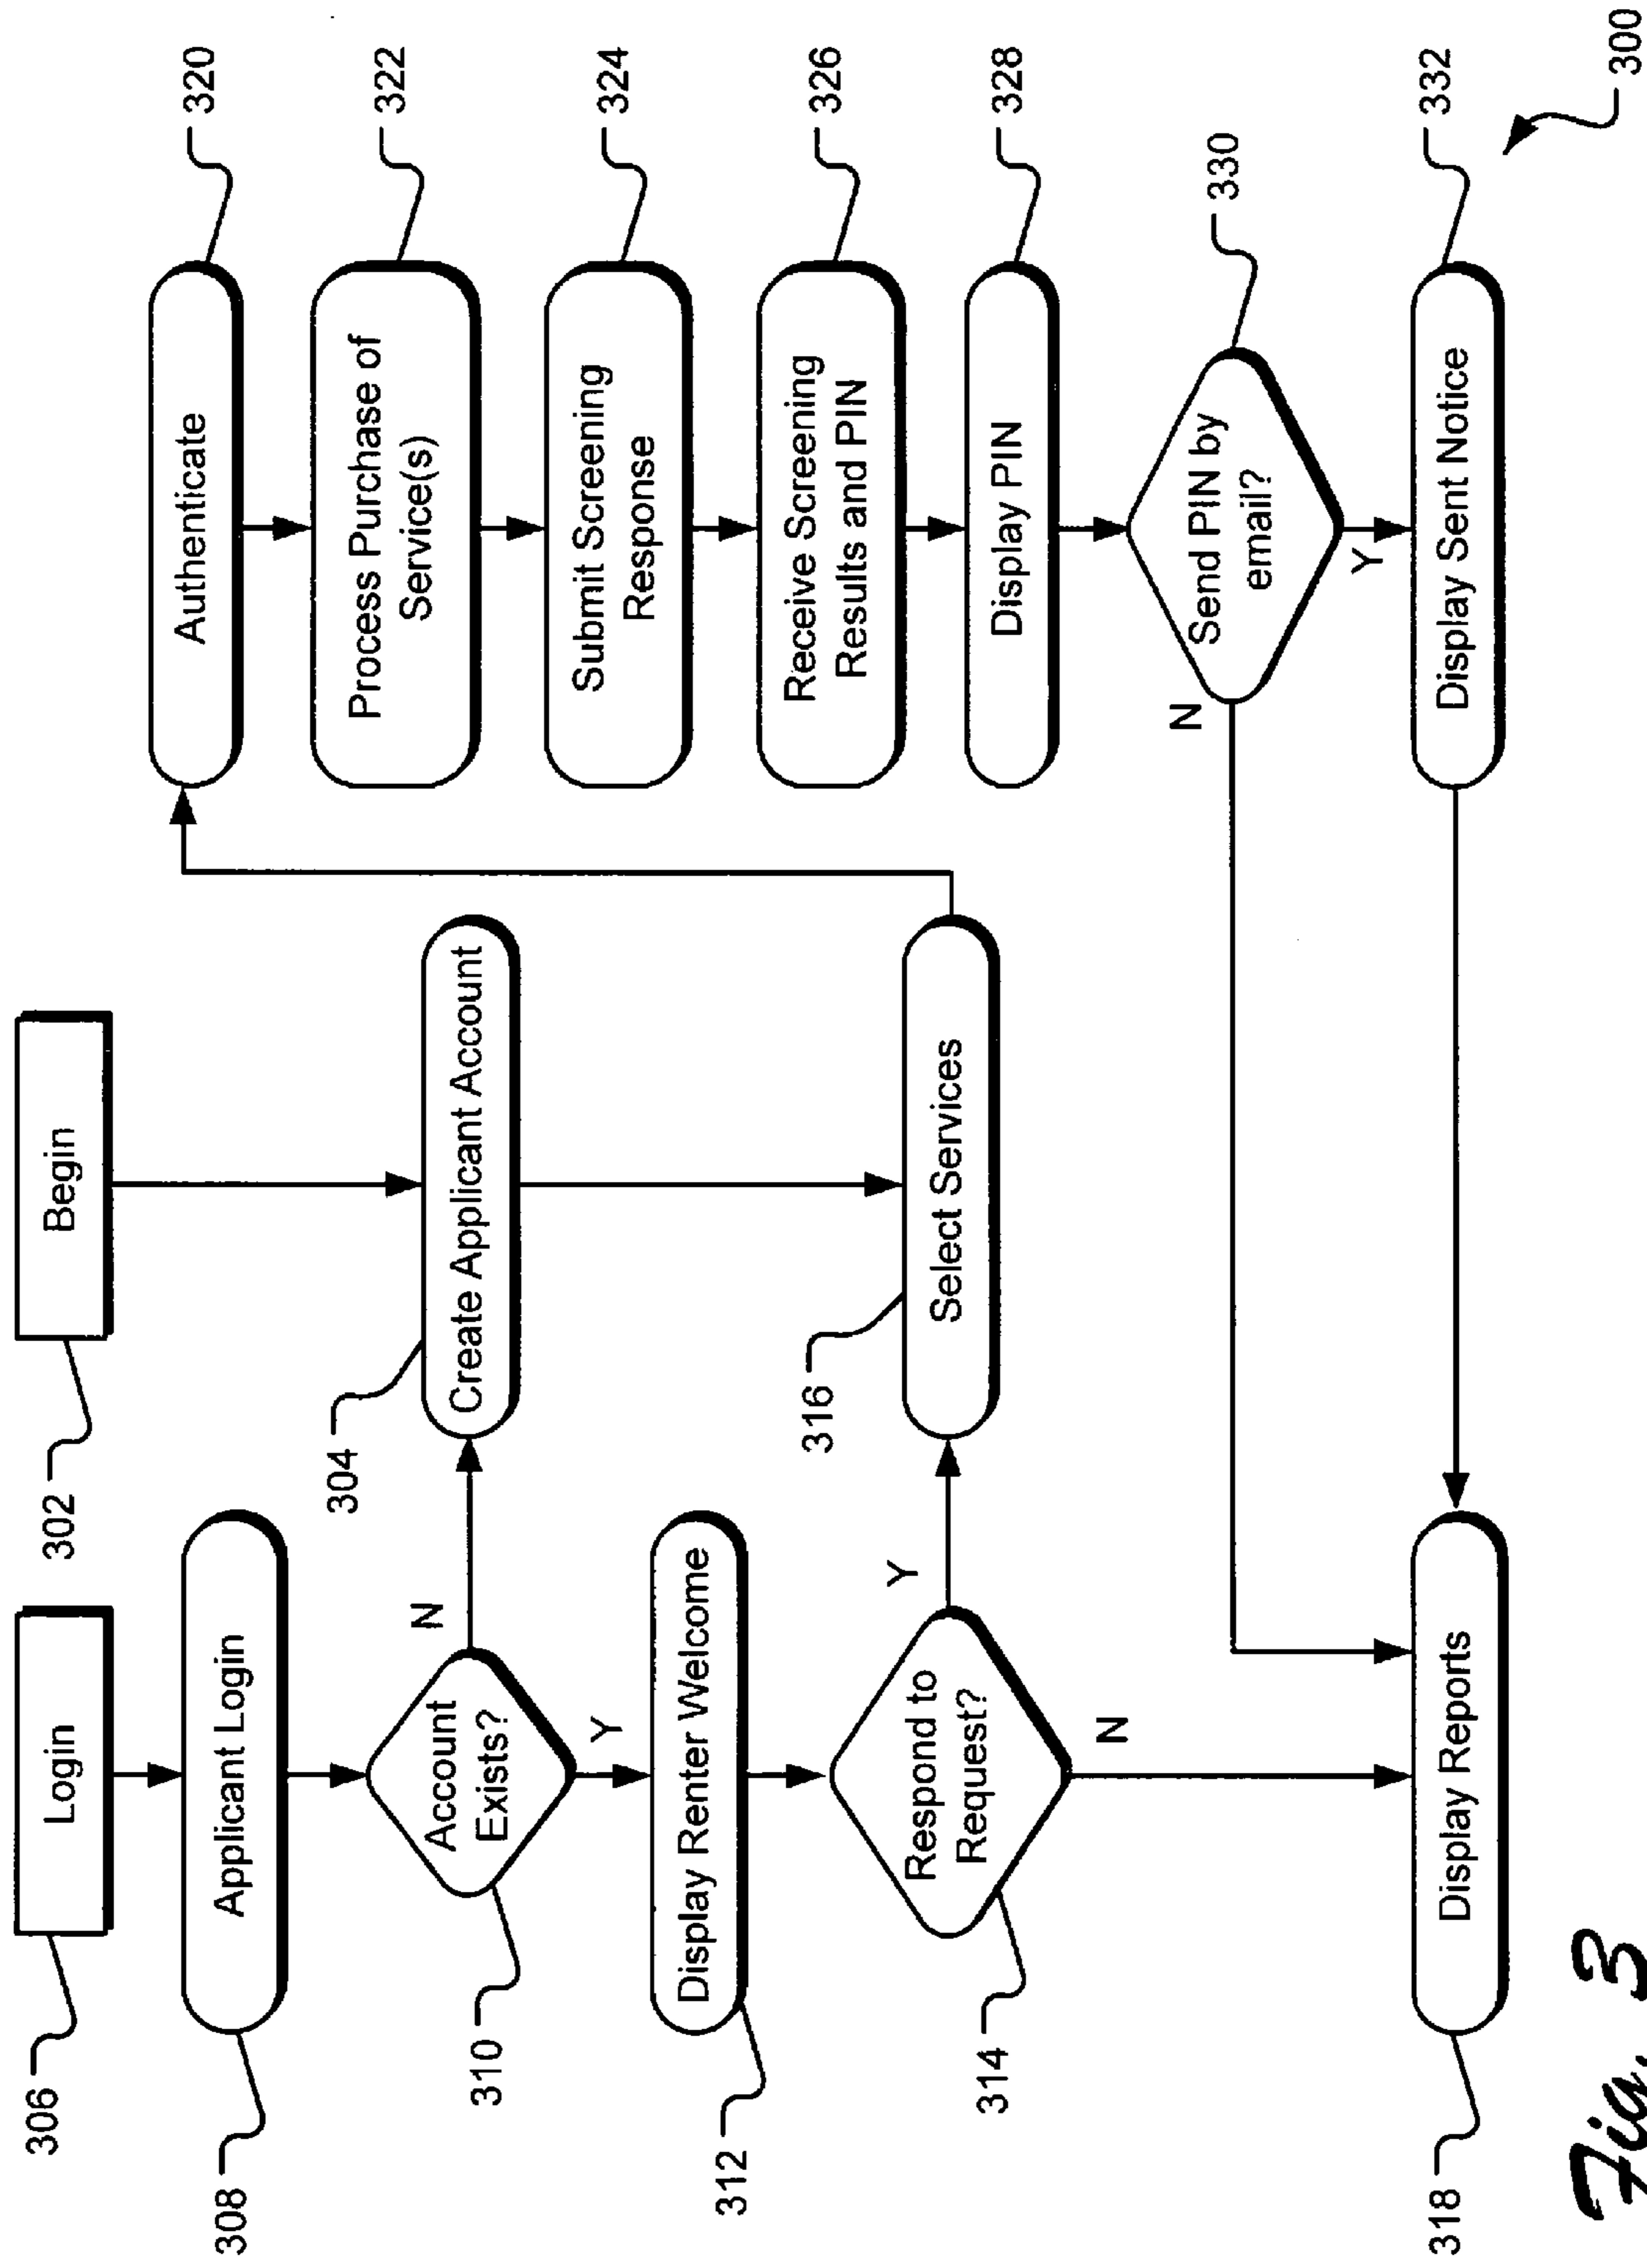 306
Login
302
Begin
308
Applicant Login
310
Account
Exists?
N
Y
304
Create Applicant Account
312
Display Renter Welcome
314
Respond to
Request?
Y
N
316
Select Services
318
Display Reports
Authenticate
320
Process Purchase of
Service(s)
322
Submit Screening
Response
324
Receive Screening
Results and PIN
326
Display PIN
328
Send PIN by
email?
330
N
Y
Display Sent Notice
332
300
Fig. 3